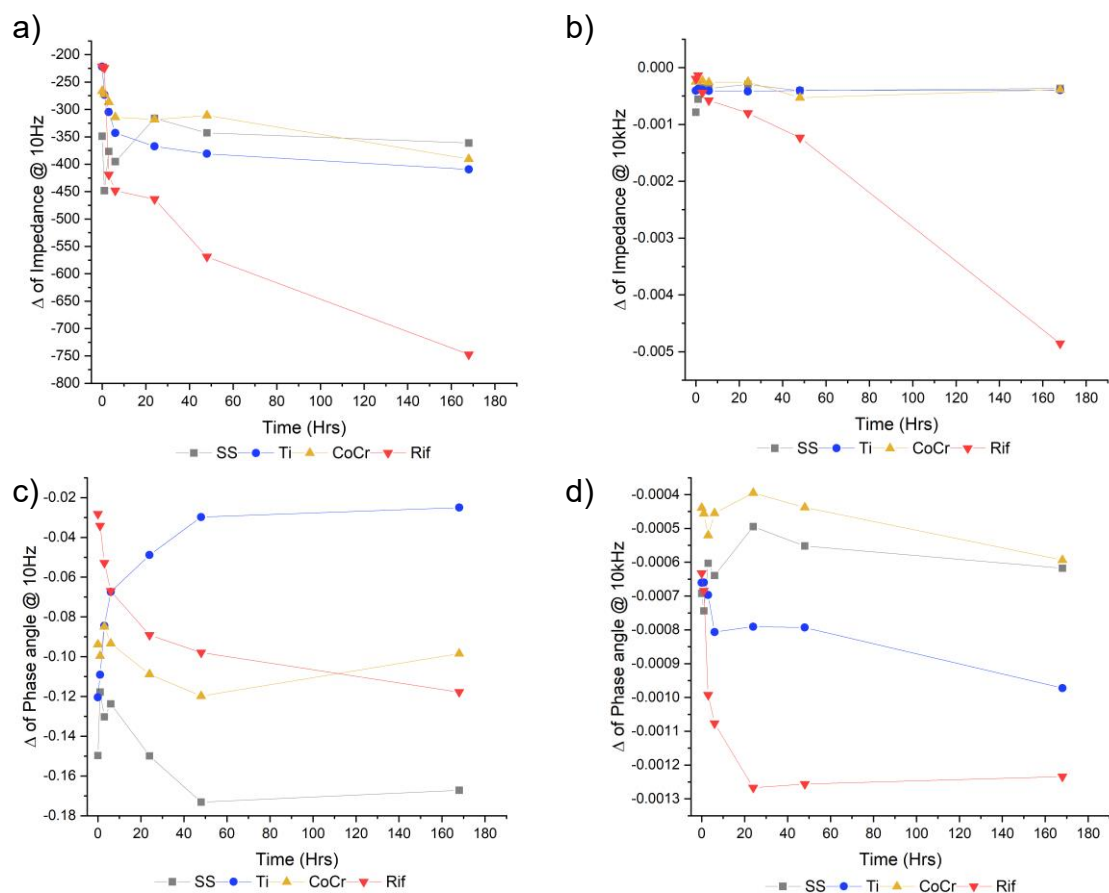 a)
-200
-250
-300
-350
-400
-450
-500
-550
-600
-650
-700
-750
-800
Δ of Impedance @ 10Hz
0 20 40 60 80 100 120 140 160 180
Time (Hrs)
SS Ti CoCr Rif
b)
0.000
-0.001
-0.002
-0.003
-0.004
-0.005
Δ of Impedance @ 10kHz
0 20 40 60 80 100 120 140 160 180
Time (Hrs)
SS Ti CoCr Rif
c)
-0.02
-0.04
-0.06
-0.08
-0.10
-0.12
-0.14
-0.16
-0.18
Δ of Phase angle @ 10Hz
0 20 40 60 80 100 120 140 160 180
Time (Hrs)
SS Ti CoCr Rif
d)
-0.0004
-0.0005
-0.0006
-0.0007
-0.0008
-0.0009
-0.0010
-0.0011
-0.0012
-0.0013
Δ of Phase angle @ 10kHz
0 20 40 60 80 100 120 140 160 180
Time (Hrs)
SS Ti CoCr Rif